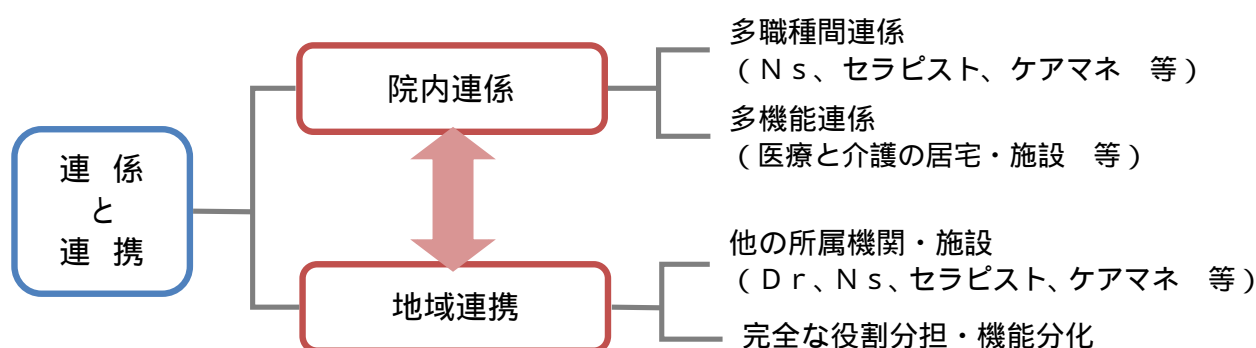 連係
と
連携
院内連係
多職種間連係
(Ns、セラピスト、ケアマネ 等)
多機能連係
(医療と介護の居宅・施設 等)
地域連携
他の所属機関・施設
(Dr、Ns、セラピスト、ケアマネ 等)
完全な役割分担・機能分化